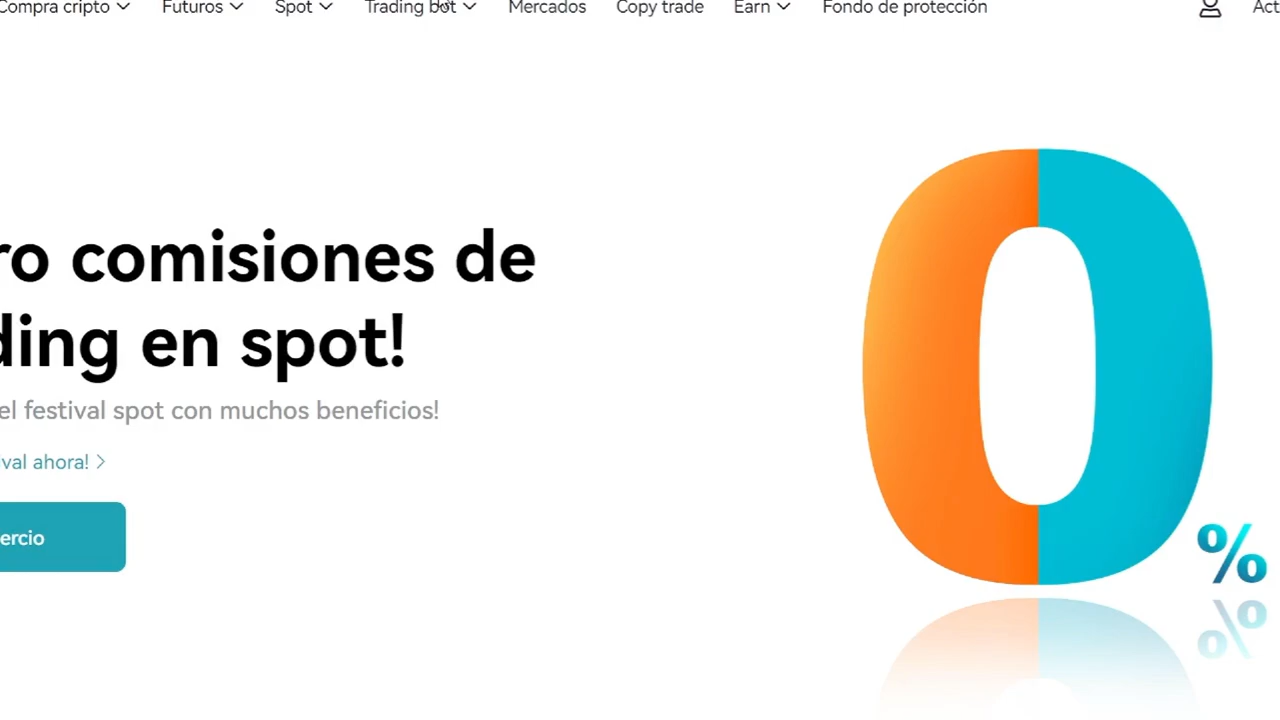 Compra cripto Futuros Spot Trading bot Mercados Copy trade Earn Fondo de protección Act
ro comisiones de
ding en spot!
el festival spot con muchos beneficios!
ival ahora!
ercio
0%